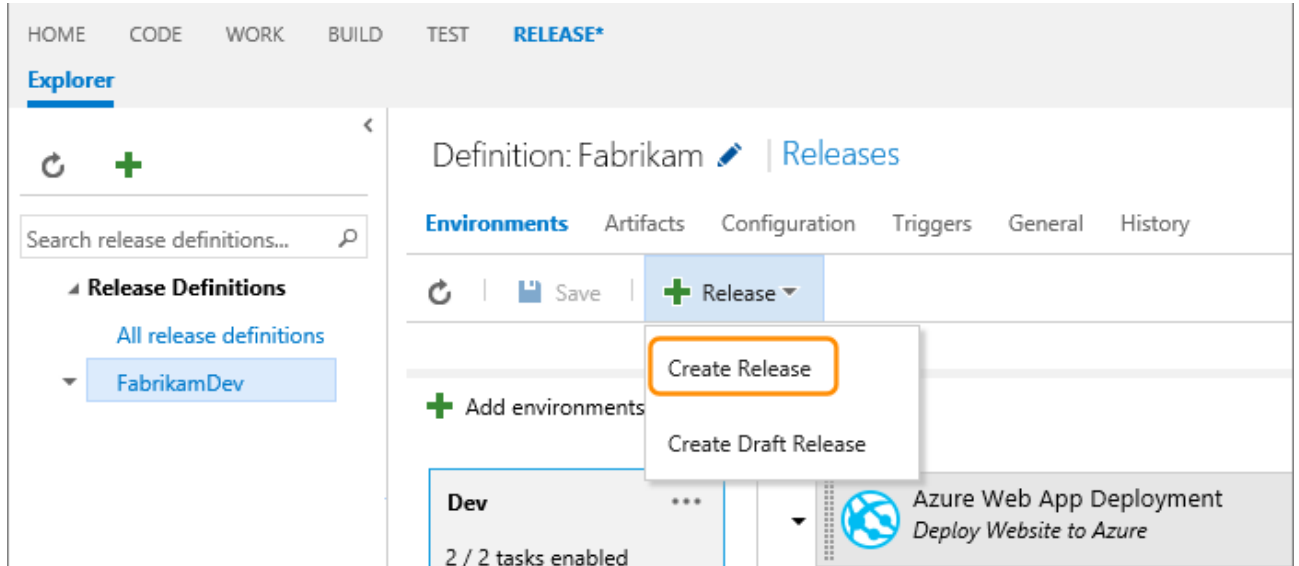 HOME CODE WORK BUILD TEST RELEASE*
Explorer
Definition: Fabrikam | Releases
Search release definitions...
Environments Artifacts Configuration Triggers General History
Release Definitions
Save Release
All release definitions
FabrikamDev
Create Release
Add environments
Create Draft Release
Dev ...
2 / 2 tasks enabled
Azure Web App Deployment
Deploy Website to Azure